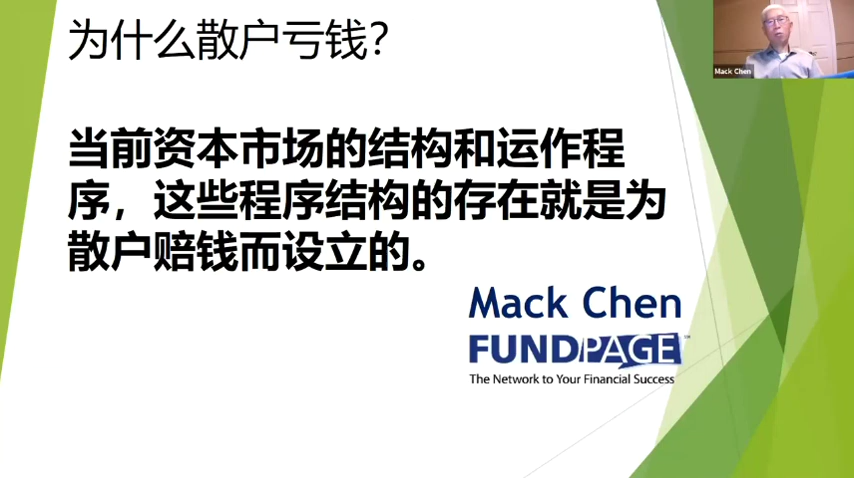 为什么散户亏钱？
Mack Chen
当前资本市场的结构和运作程
序，这些程序结构的存在就是为
散户赔钱而设立的。
Mack Chen
FUNDPAGE™
The Network to Your Financial Success